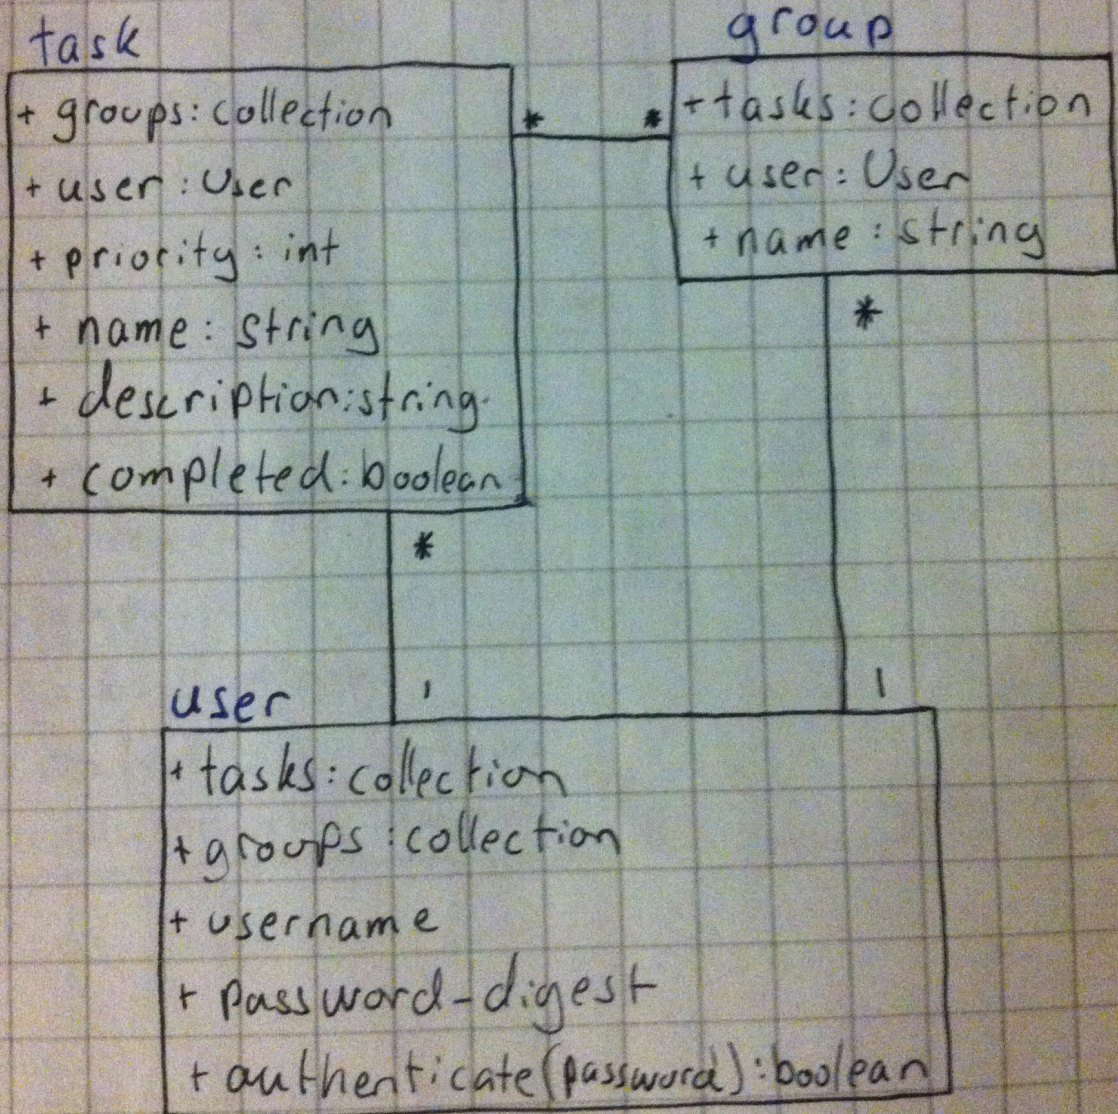 task
+ groups: collection
+ user: User
+ priority: int
+ name: string
+ description:string
+ completed: boolean
* *
group
+ tasks: collection
+ user: User
+ name: string
*
*
1
1
user
+ tasks: collection
+ groups: collection
+ username
+ password-digest
+ authenticate(password): boolean